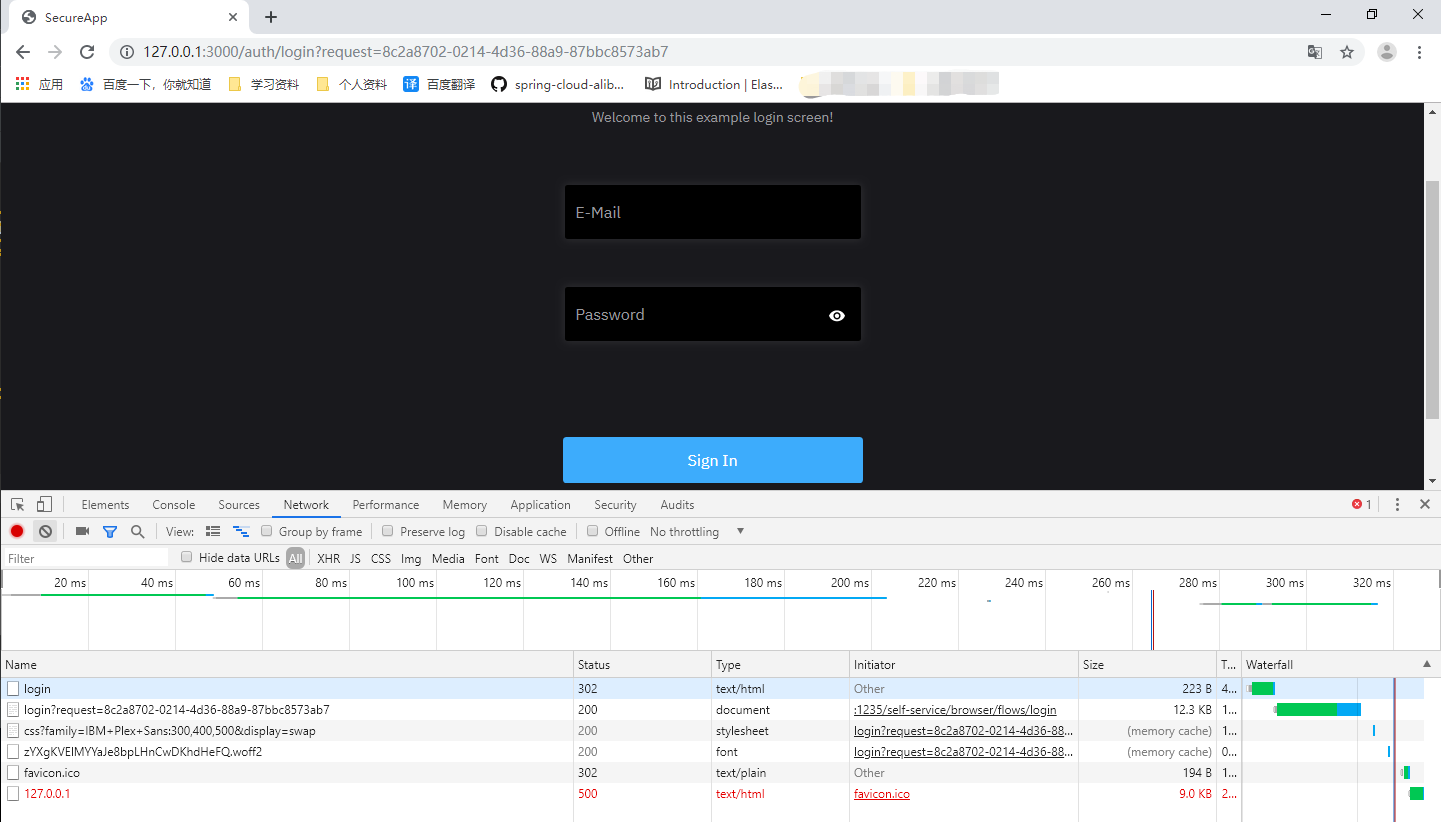 SecureApp
127.0.0.1:3000/auth/login?request=8c2a8702-0214-4d36-88a9-87bbc8573ab7
应用 百度一下，你就知道 学习资料 个人资料 译 百度翻译 spring-cloud-alib... Introduction | Elas...
Welcome to this example login screen!
E-Mail
Password
Sign In
Elements Console Sources Network Performance Memory Application Security Audits 1
View: Group by frame Preserve log Disable cache Offline No throttling
Filter Hide data URLs All XHR JS CSS Img Media Font Doc WS Manifest Other
20 ms 40 ms 60 ms 80 ms 100 ms 120 ms 140 ms 160 ms 180 ms 200 ms 220 ms 240 ms 260 ms 280 ms 300 ms 320 ms
Name Status Type Initiator Size T... Waterfall
login 302 text/html Other 223 B 4...
login?request=8c2a8702-0214-4d36-88a9-87bbc8573ab7 200 document :1235/self-service/browser/flows/login 12.3 KB 1...
css?family=IBM+Plex+Sans:300,400,500&display=swap 200 stylesheet login?request=8c2a8702-0214-4d36-88... (memory cache) 1...
zYXgKVElMYYaJe8bpLHnCwDKhdHeFQ.woff2 200 font login?request=8c2a8702-0214-4d36-88... (memory cache) 0...
favicon.ico 302 text/plain Other 194 B 1...
127.0.0.1 500 text/html favicon.ico 9.0 KB 2...